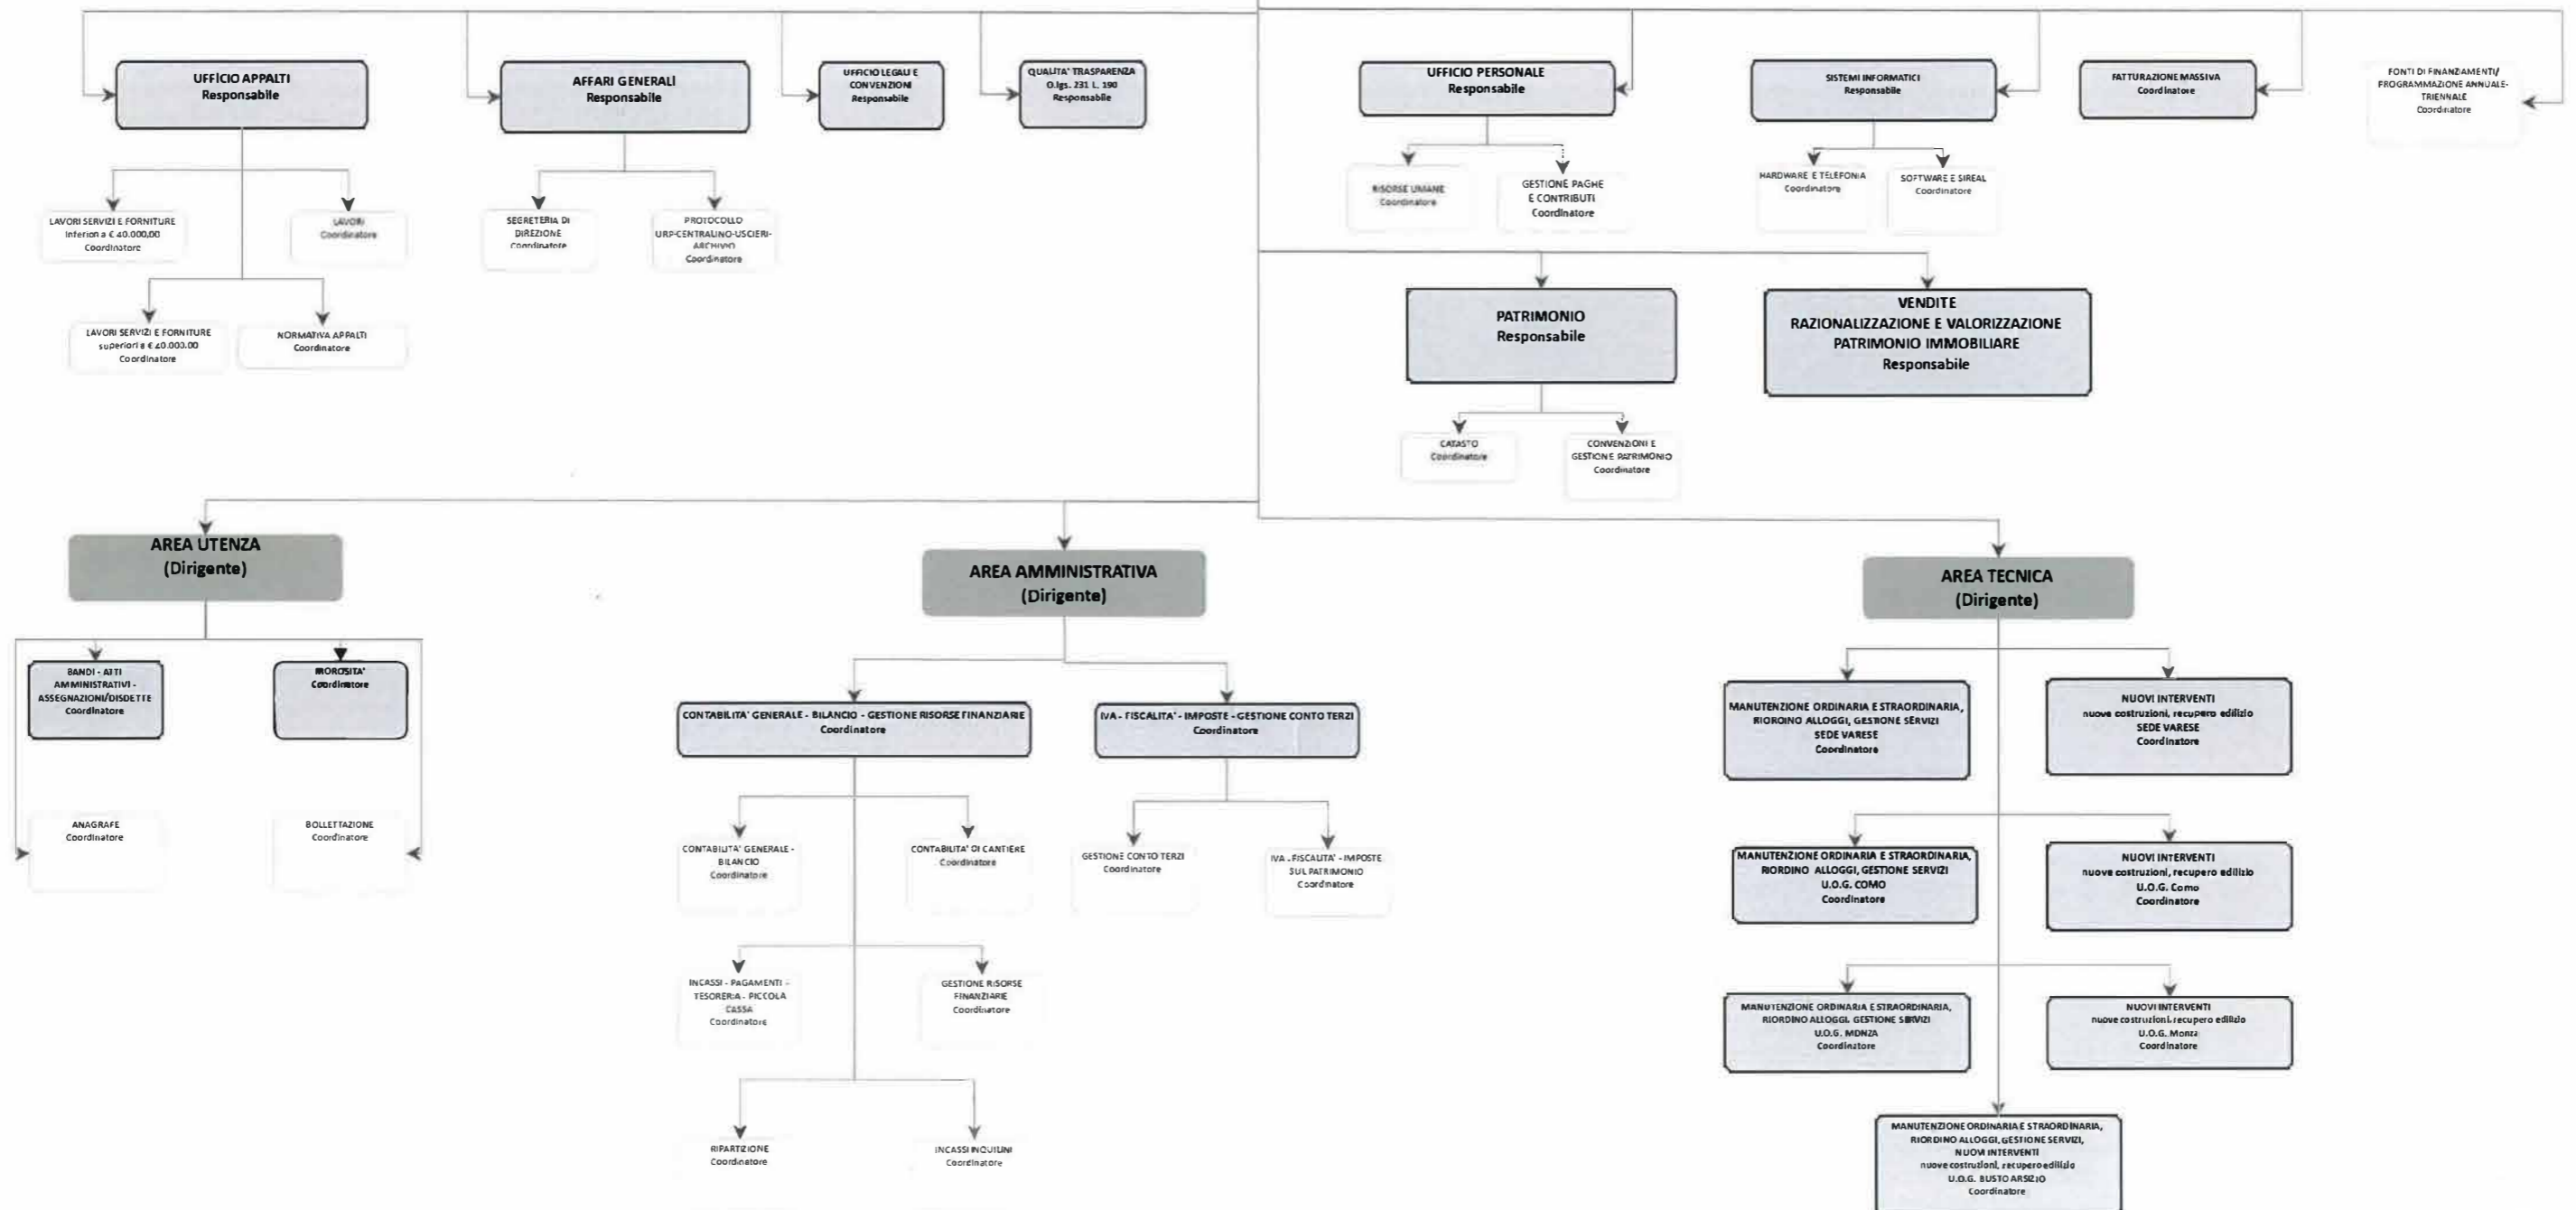 UFFICIO APPALTI
Responsabile
AFFARI GENERALI
Responsabile
UFFICIO LEGALI E
CONVENZIONI
Responsabile
QUALITA' TRASPARENZA
D.lgs. 231 L. 190
Responsabile
UFFICIO PERSONALE
Responsabile
SISTEMI INFORMATICI
Responsabile
FATTURAZIONE MASSIVA
Coordinatore
FONTI DI FINANZIAMENTI/
PROGRAMMAZIONE ANNUALE-
TRIENNALE
Coordinatore
LAVORI SERVIZI E FORNITURE
inferiori a € 40.000,00
Coordinatore
LAVORI
Coordinatore
SEGRETERIA DI
DIREZIONE
Coordinatore
PROTOCOLLO
URP-CENTRALINO-USCIERI-
ARCHIVIO
Coordinatore
RISORSE UMANE
Coordinatore
GESTIONE PAGHE
E CONTRIBUTI
Coordinatore
HARDWARE E TELEFONIA
Coordinatore
SOFTWARE E SIREAL
Coordinatore
LAVORI SERVIZI E FORNITURE
superiori a € 40.000,00
Coordinatore
NORMATIVA APPALTI
Coordinatore
PATRIMONIO
Responsabile
VENDITE
RAZIONALIZZAZIONE E VALORIZZAZIONE
PATRIMONIO IMMOBILIARE
Responsabile
CATASTO
Coordinatore
CONVENZIONI E
GESTIONE PATRIMONIO
Coordinatore
AREA UTENZA
(Dirigente)
AREA AMMINISTRATIVA
(Dirigente)
AREA TECNICA
(Dirigente)
BANDI - ATTI
AMMINISTRATIVI -
ASSEGNAZIONI/DISDETTE
Coordinatore
MOROSITA'
Coordinatore
ANAGRAFE
Coordinatore
BOLLETTAZIONE
Coordinatore
CONTABILITA' GENERALE - BILANCIO - GESTIONE RISORSE FINANZIARIE
Coordinatore
IVA - FISCALITA' - IMPOSTE - GESTIONE CONTO TERZI
Coordinatore
CONTABILITA' GENERALE -
BILANCIO
Coordinatore
CONTABILITA' DI CANTIERE
Coordinatore
GESTIONE CONTO TERZI
Coordinatore
IVA - FISCALITA' - IMPOSTE
SUL PATRIMONIO
Coordinatore
INCASSI - PAGAMENTI -
TESORERIA - PICCOLA
CASSA
Coordinatore
GESTIONE RISORSE
FINANZIARIE
Coordinatore
RIPARTIZIONE
Coordinatore
INCASSI INQUILINI
Coordinatore
MANUTENZIONE ORDINARIA E STRAORDINARIA,
RIORDINO ALLOGGI, GESTIONE SERVIZI
SEDE VARESE
Coordinatore
NUOVI INTERVENTI
nuove costruzioni, recupero edilizio
SEDE VARESE
Coordinatore
MANUTENZIONE ORDINARIA E STRAORDINARIA,
RIORDINO ALLOGGI, GESTIONE SERVIZI
U.O.G. COMO
Coordinatore
NUOVI INTERVENTI
nuove costruzioni, recupero edilizio
U.O.G. Como
Coordinatore
MANUTENZIONE ORDINARIA E STRAORDINARIA,
RIORDINO ALLOGGI, GESTIONE SERVIZI
U.O.G. MONZA
Coordinatore
NUOVI INTERVENTI
nuove costruzioni, recupero edilizio
U.O.G. Monza
Coordinatore
MANUTENZIONE ORDINARIA E STRAORDINARIA,
RIORDINO ALLOGGI, GESTIONE SERVIZI,
NUOVI INTERVENTI
nuove costruzioni, recupero edilizio
U.O.G. BUSTO ARSIZIO
Coordinatore